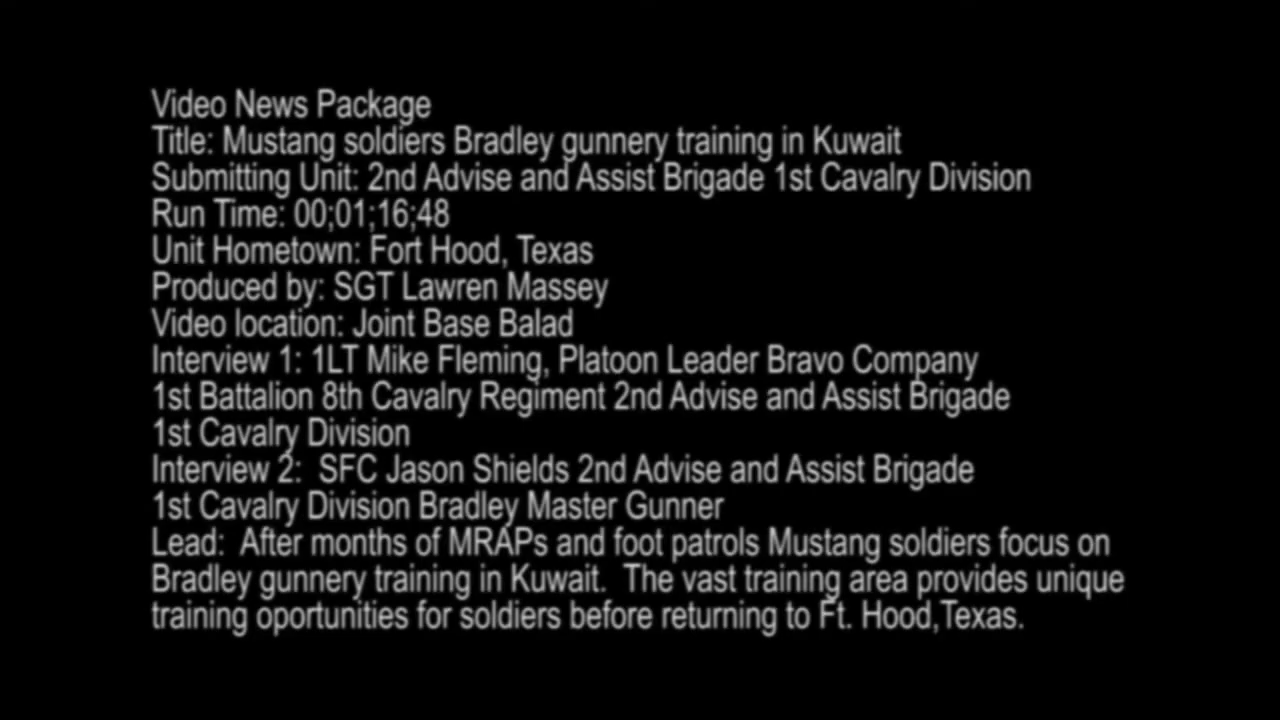 Video News Package
Title: Mustang soldiers Bradley gunnery training in Kuwait
Submitting Unit: 2nd Advise and Assist Brigade 1st Cavalry Division
Run Time: 00;01;16;48
Unit Hometown: Fort Hood, Texas
Produced by: SGT Lawren Massey
Video location: Joint Base Balad
Interview 1: 1LT Mike Fleming, Platoon Leader Bravo Company
1st Battalion 8th Cavalry Regiment 2nd Advise and Assist Brigade
1st Cavalry Division
Interview 2:  SFC Jason Shields 2nd Advise and Assist Brigade
1st Cavalry Division Bradley Master Gunner
Lead:  After months of MRAPs and foot patrols Mustang soldiers focus on
Bradley gunnery training in Kuwait.  The vast training area provides unique
training oportunities for soldiers before returning to Ft. Hood,Texas.